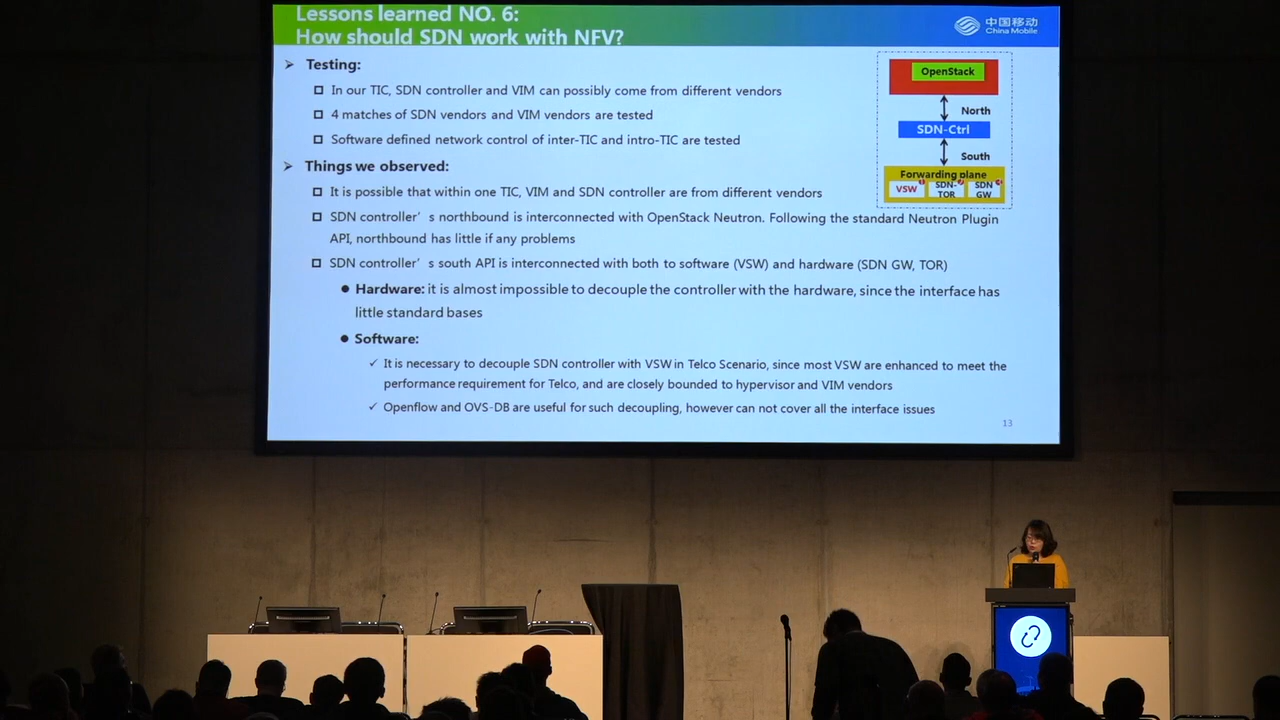 Lessons learned NO. 6:
How should SDN work with NFV?
中国移动
China Mobile
Testing:
In our TIC, SDN controller and VIM can possibly come from different vendors
4 matches of SDN vendors and VIM vendors are tested
Software defined network control of inter-TIC and intro-TIC are tested
Things we observed:
It is possible that within one TIC, VIM and SDN controller are from different vendors
SDN controller’s northbound is interconnected with OpenStack Neutron. Following the standard Neutron Plugin
API, northbound has little if any problems
SDN controller’s south API is interconnected with both to software (VSW) and hardware (SDN GW, TOR)
Hardware: it is almost impossible to decouple the controller with the hardware, since the interface has
little standard bases
Software:
It is necessary to decouple SDN controller with VSW in Telco Scenario, since most VSW are enhanced to meet the
performance requirement for Telco, and are closely bounded to hypervisor and VIM vendors
Openflow and OVS-DB are useful for such decoupling, however can not cover all the interface issues
OpenStack
North
SDN-Ctrl
South
Forwarding plane
VSW
SDN-
TOR
SDN
GW
13